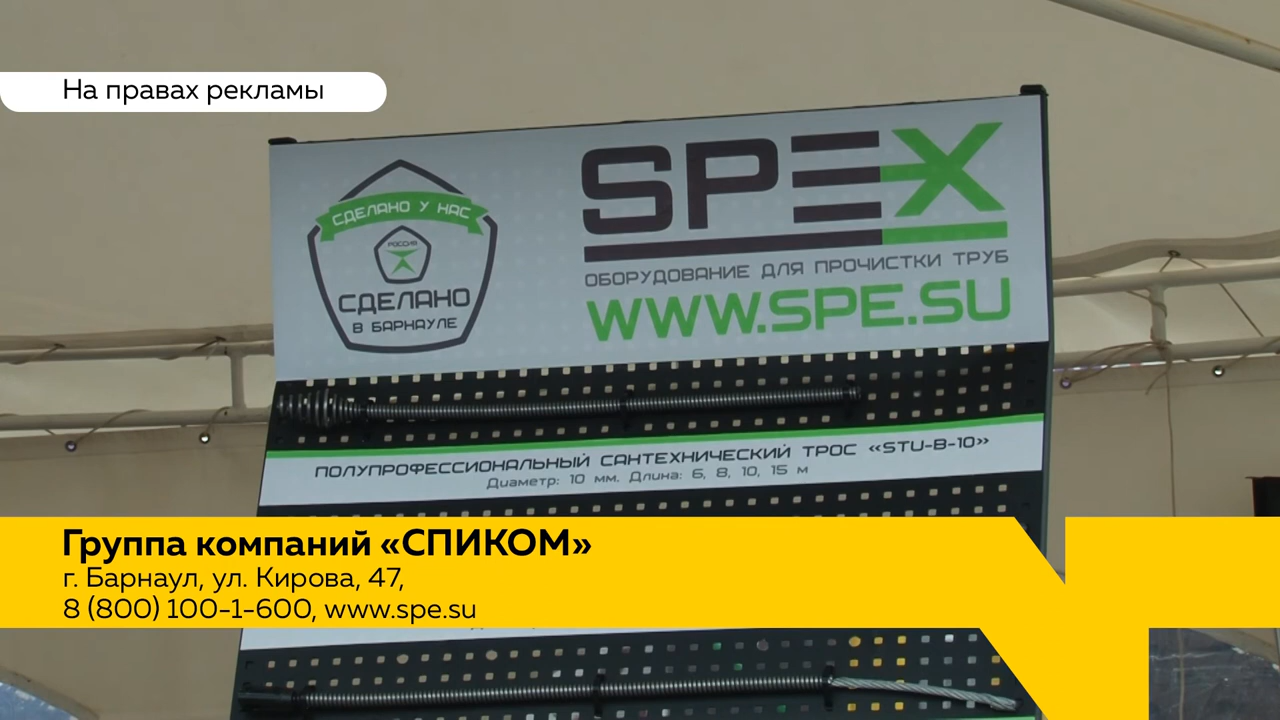 На правах рекламы
СДЕЛАНО У НАС
РОССИЯ
СДЕЛАНО
В БАРНАУЛЕ
SPEX
ОБОРУДОВАНИЕ ДЛЯ ПРОЧИСТКИ ТРУБ
WWW.SPE.SU
ПОЛУПРОФЕССИОНАЛЬНЫЙ САНТЕХНИЧЕСКИЙ ТРОС «STU-B-10»
Диаметр: 10 мм. Длина: 6, 8, 10, 15 м
Группа компаний «СПИКОМ»
г. Барнаул, ул. Кирова, 47,
8 (800) 100-1-600, www.spe.su